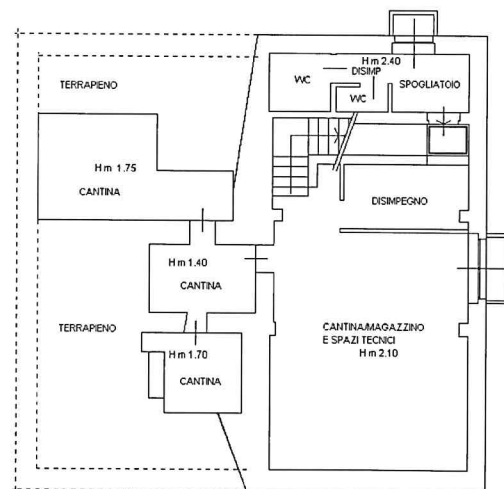 H m 2.40
WC
DISIMP
SPOGLIATOIO
WC
TERRAPIENO
H m 1.75
CANTINA
DISIMPEGNO
H m 1.40
CANTINA
TERRAPIENO
CANTINA/MAGAZZINO
E SPAZI TECNICI
H m 2.10
H m 1.70
CANTINA